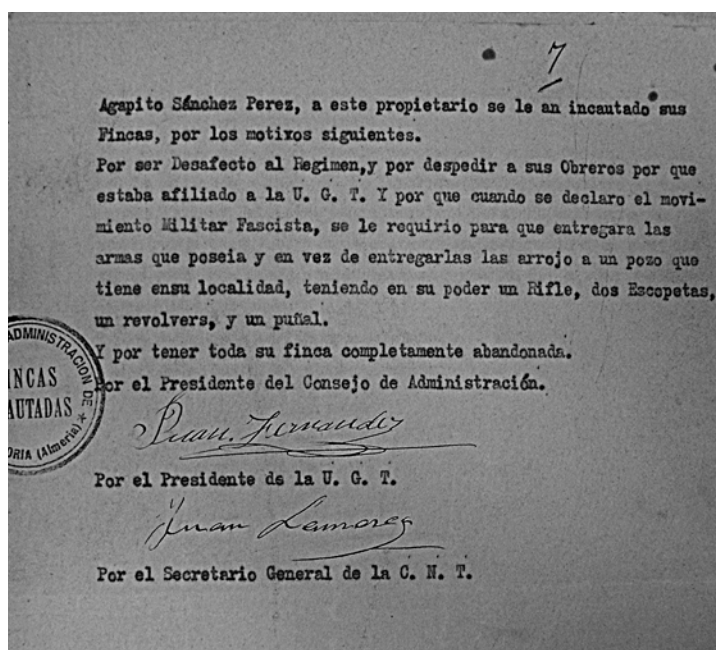 7
Agapito Sánchez Perez, a este propietario se le an incautado sus
Fincas, por los motivos siguientes.
Por ser Desafecto al Regimen,y por despedir a sus Obreros por que
estaba afiliado a la U. G. T. Y por que cuando se declaro el movi-
miento Militar Fascista, se le requirio para que entregara las
armas que poseia y en vez de entregarlas las arrojo a un pozo que
tiene ensu localidad, teniendo en su poder un Rifle, dos Escopetas,
un revolvers, y un puñal.
Y por tener toda su finca completamente abandonada.
Por el Presidente del Consejo de Administración.
ADMINISTRACION DE
INCAS
AUTADAS
ORIA (Almeria)
Juan Fernandez
Por el Presidente de la U. G. T.
Juan
Por el Secretario General de la C. N. T.